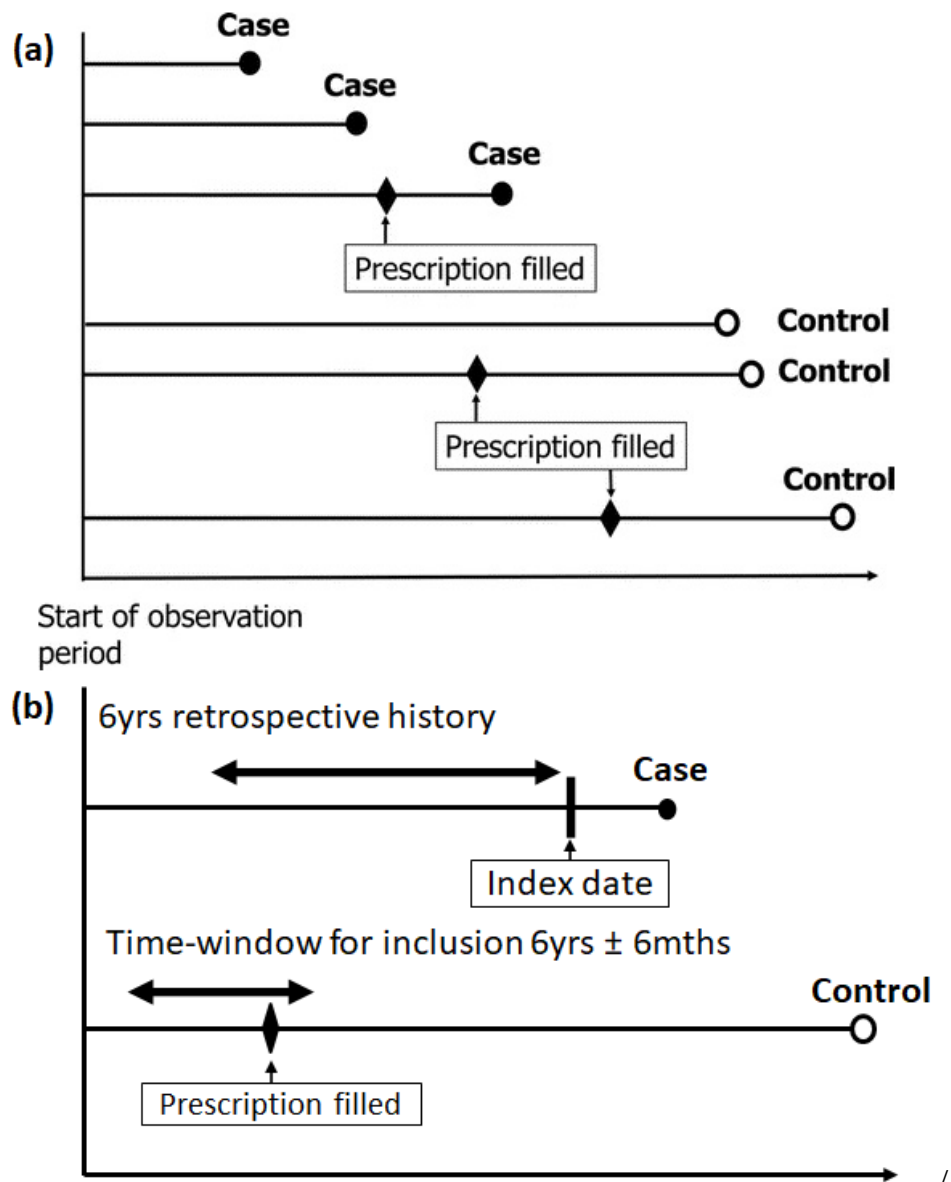 (a)
Case
Case
Case
Prescription filled
Control
Control
Prescription filled
Control
Start of observation
period
(b)
6yrs retrospective history
Case
Index date
Time-window for inclusion 6yrs ± 6mths
Control
Prescription filled
/